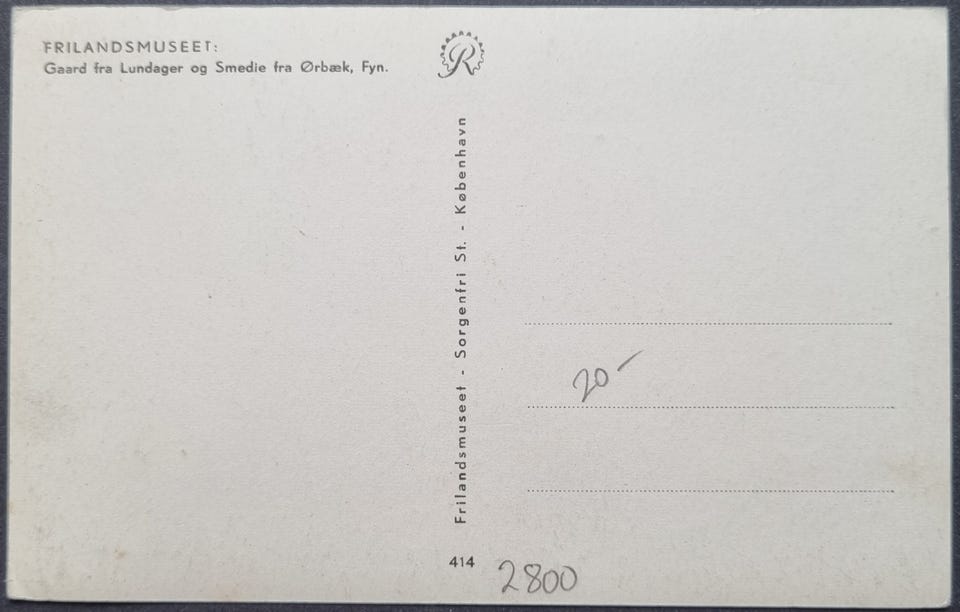 FRILANDSMUSEET:
Gaard fra Lundager og Smedie fra Ørbæk, Fyn.
R
Frilandsmuseet - Sorgenfri St. - København
20-
414
2800